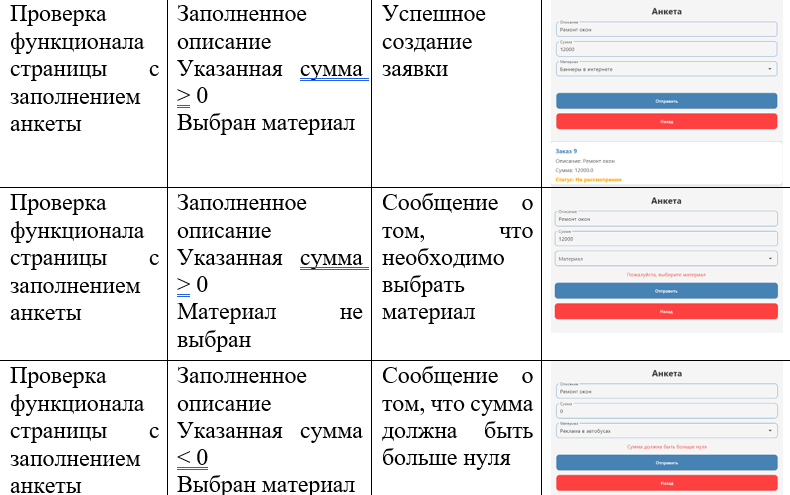 Проверка
функционала
страницы с
заполнением
анкеты
Заполненное
описание
Указанная сумма
> 0
Выбран материал
Успешное
создание
заявки
Анкета
Описание
Ремонт окон
Сумма
12000
Материал
Баннеры в интернете
Отправить
Назад
Заказ 9
Описание: Ремонт окон
Сумма: 12000.0
Статус: На рассмотрении
Проверка
функционала
страницы с
заполнением
анкеты
Заполненное
описание
Указанная сумма
> 0
Материал не
выбран
Сообщение о
том, что
необходимо
выбрать
материал
Анкета
Описание
Ремонт окон
Сумма
12000
Материал
Пожалуйста, выберите материал
Отправить
Назад
Проверка
функционала
страницы с
заполнением
анкеты
Заполненное
описание
Указанная сумма
< 0
Выбран материал
Сообщение о
том, что сумма
должна быть
больше нуля
Анкета
Описание
Ремонт окон
Сумма
0
Материал
Реклама в автобусах
Сумма должна быть больше нуля
Отправить
Назад